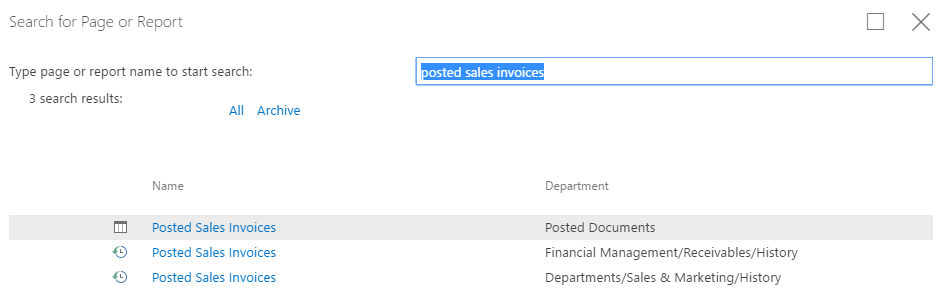 Search for Page or Report
Type page or report name to start search: posted sales invoices
3 search results:
All Archive
Name Department
Posted Sales Invoices Posted Documents
Posted Sales Invoices Financial Management/Receivables/History
Posted Sales Invoices Departments/Sales & Marketing/History